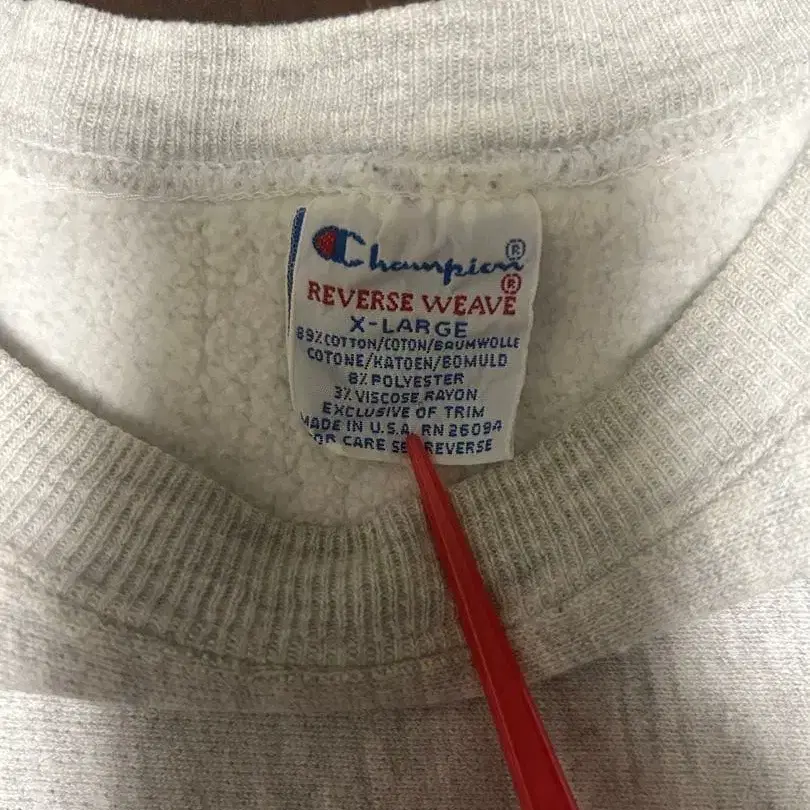 Champion®
REVERSE WEAVE®
X-LARGE
89% COTTON/COTON/BAUMWOLLE
COTONE/KATOEN/BOMULD
8% POLYESTER
3% VISCOSE RAYON
EXCLUSIVE OF TRIM
MADE IN U.S.A. RN 26094
FOR CARE SEE REVERSE